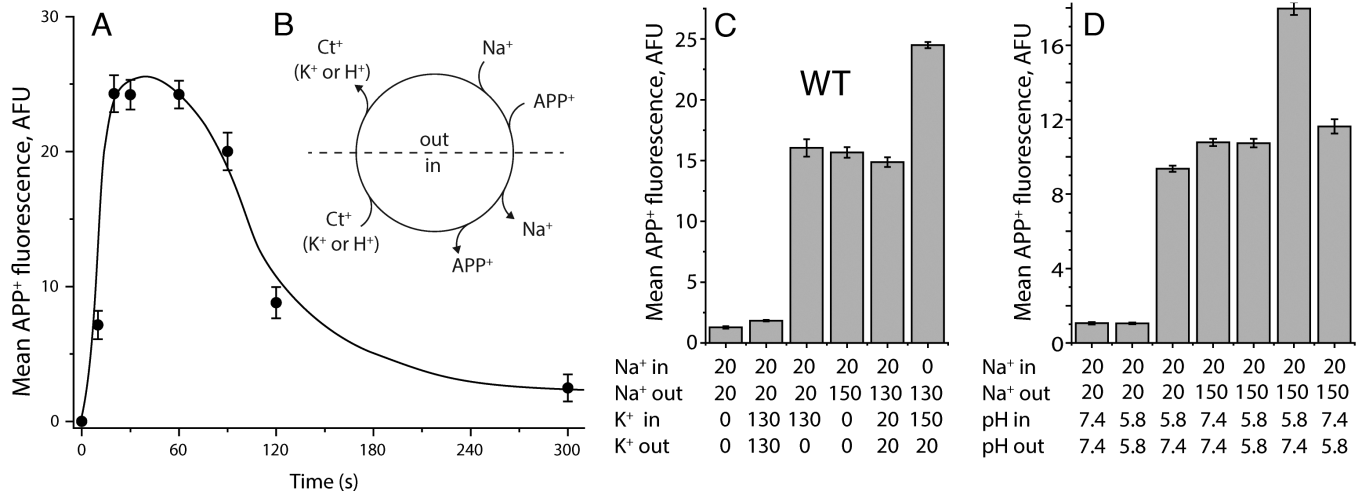 A
Mean APP⁺ fluorescence, AFU
30
20
10
0
0 60 120 180 240 300
Time (s)
B
Ct⁺
(K⁺ or H⁺)
Na⁺
APP⁺
out
in
Ct⁺
(K⁺ or H⁺)
Na⁺
APP⁺
C
WT
Mean APP⁺ fluorescence, AFU
25
20
15
10
5
0
Na⁺ in 20 20 20 20 20 0
Na⁺ out 20 20 20 150 130 130
K⁺ in 0 130 130 0 20 150
K⁺ out 0 130 0 0 20 20
D
Mean APP⁺ fluorescence, AFU
16
12
8
4
0
Na⁺ in 20 20 20 20 20 20 20
Na⁺ out 20 20 20 150 150 150 150
pH in 7.4 5.8 5.8 7.4 5.8 5.8 7.4
pH out 7.4 5.8 7.4 7.4 5.8 7.4 5.8